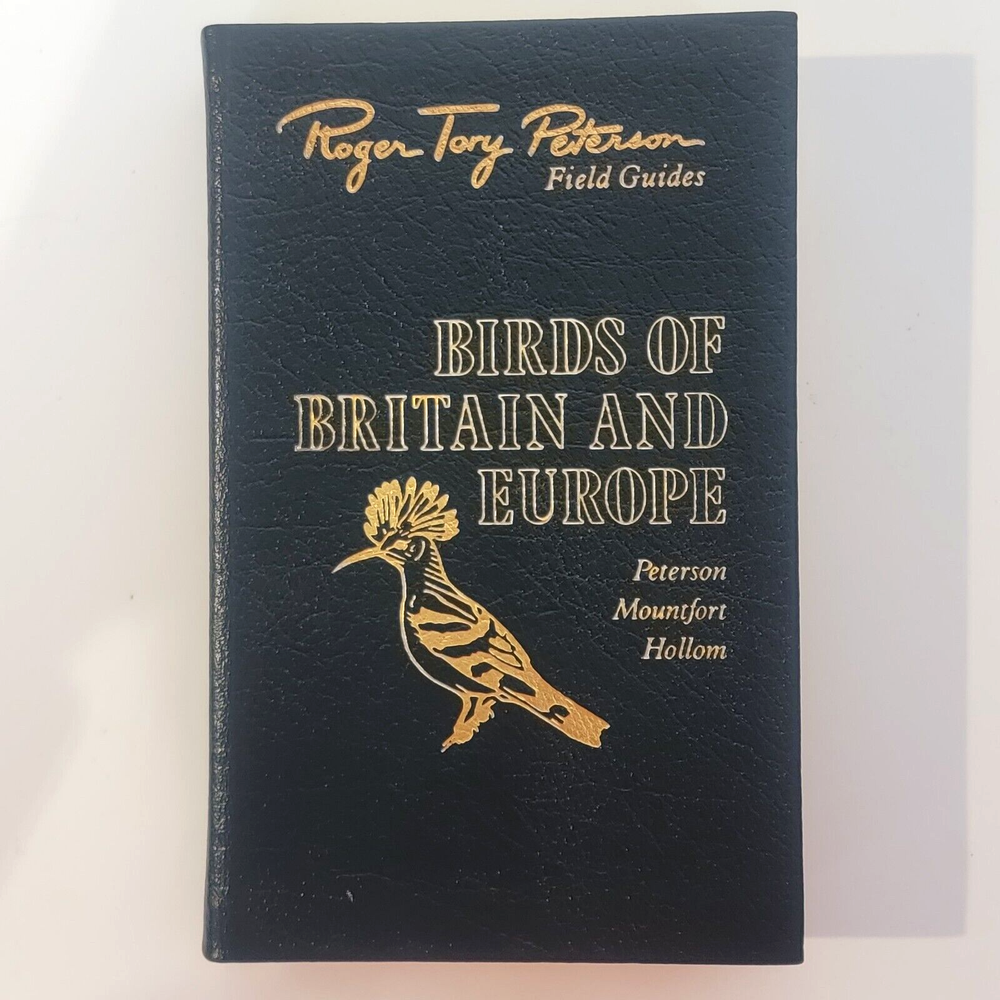 Roger Tory Peterson
Field Guides
BIRDS OF
BRITAIN AND
EUROPE
Peterson
Mountfort
Hollom